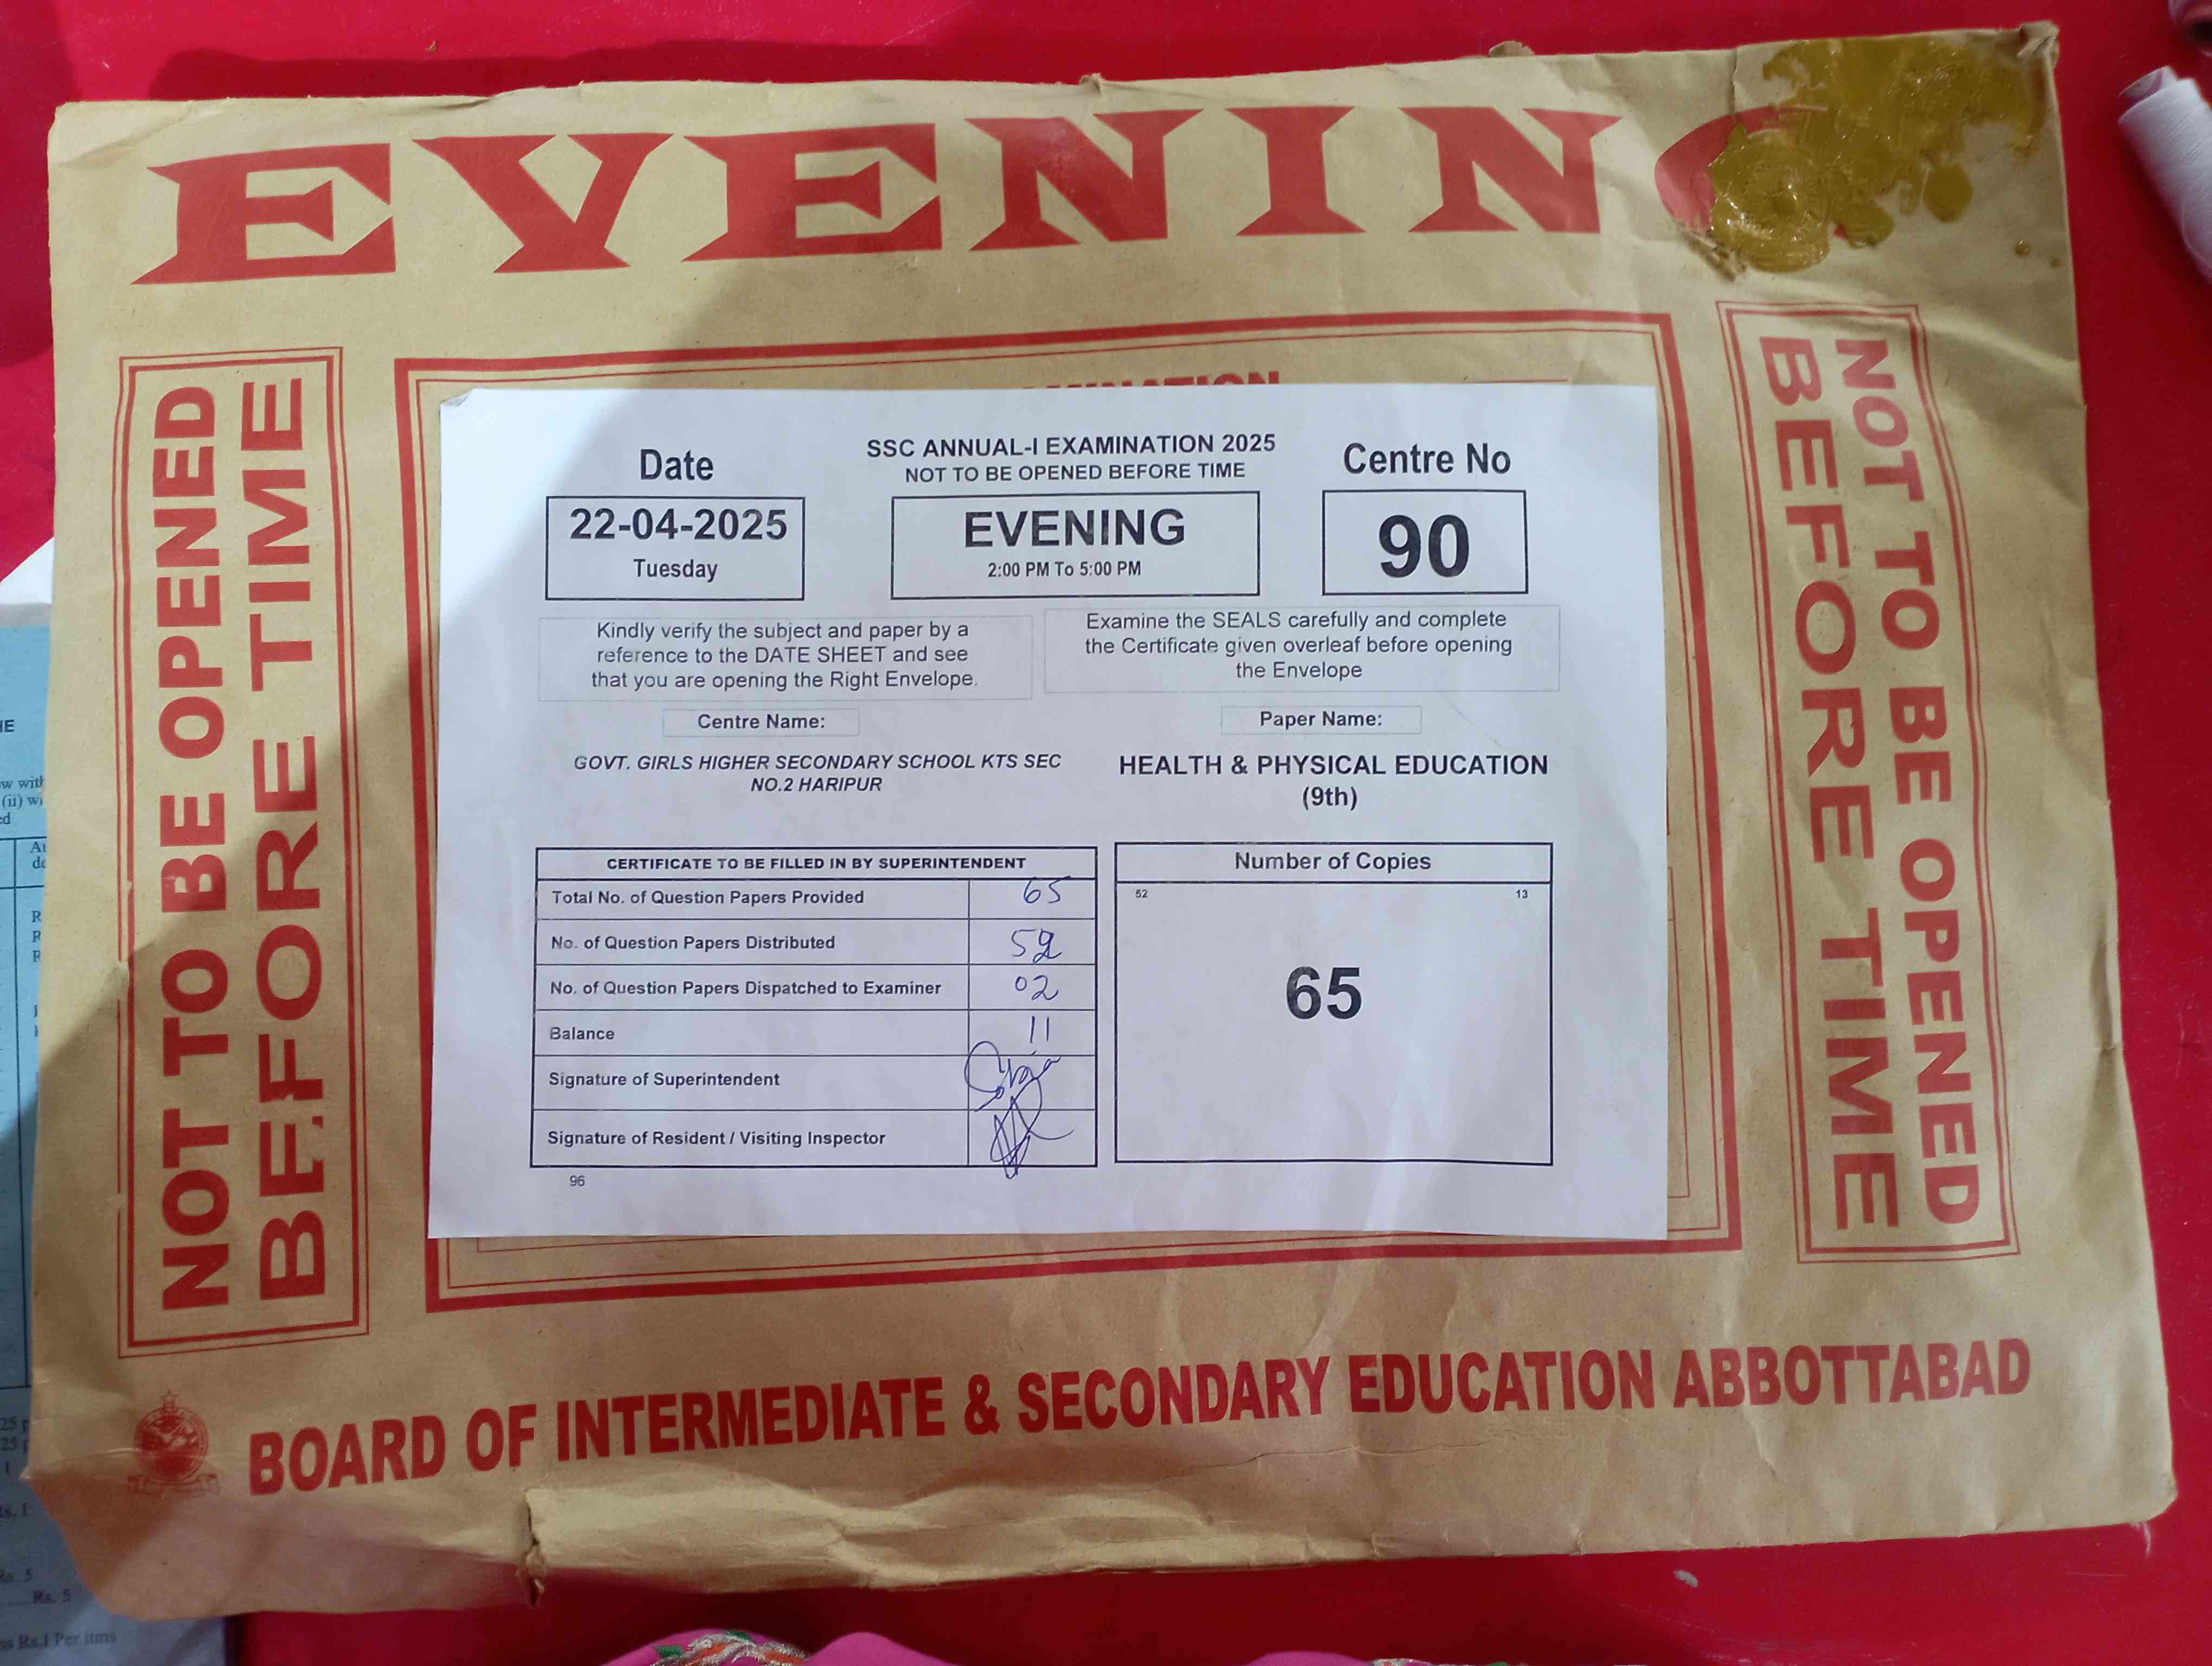 EVENING
NOT TO BE OPENED
BEFORE TIME
NOT TO BE OPENED
BEFORE TIME
Date
22-04-2025
Tuesday
SSC ANNUAL-I EXAMINATION 2025
NOT TO BE OPENED BEFORE TIME
EVENING
2:00 PM To 5:00 PM
Centre No
90
Kindly verify the subject and paper by a
reference to the DATE SHEET and see
that you are opening the Right Envelope.
Examine the SEALS carefully and complete
the Certificate given overleaf before opening
the Envelope
Centre Name:
GOVT. GIRLS HIGHER SECONDARY SCHOOL KTS SEC
NO.2 HARIPUR
Paper Name:
HEALTH & PHYSICAL EDUCATION
(9th)
CERTIFICATE TO BE FILLED IN BY SUPERINTENDENT
Total No. of Question Papers Provided 65
No. of Question Papers Distributed 52
No. of Question Papers Dispatched to Examiner 02
Balance 11
Signature of Superintendent
Signature of Resident / Visiting Inspector
96
Number of Copies
52 13
65
BOARD OF INTERMEDIATE & SECONDARY EDUCATION ABBOTTABAD
Rs. 5
Rs.1 Per itms